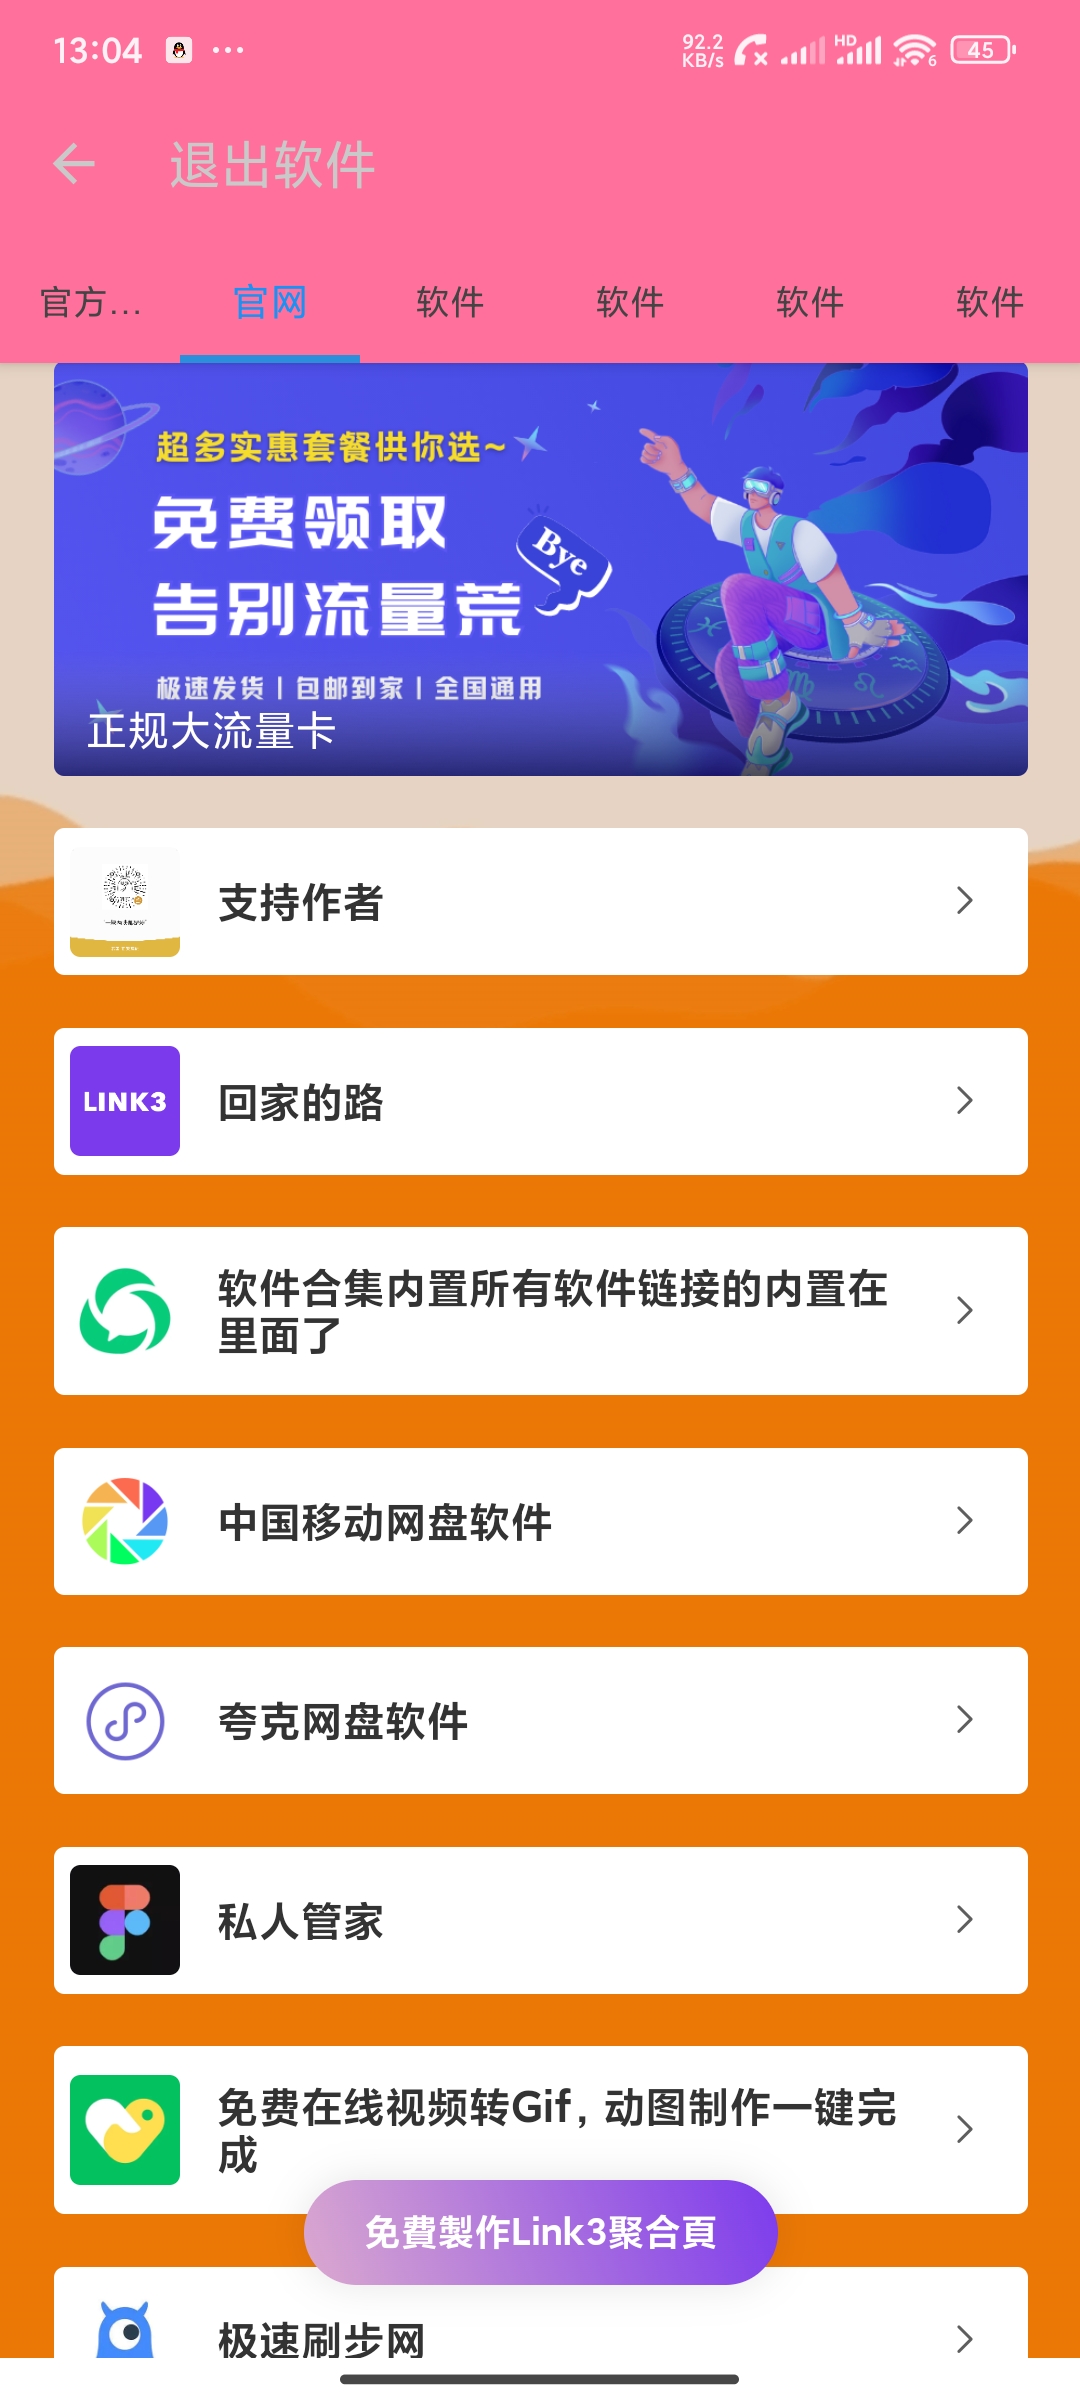 13:04
92.2
KB/s
HD
6
45
退出软件
官方...
官网
软件
软件
软件
软件
超多实惠套餐供你选~
免费领取
Bye
告别流量荒
极速发货丨包邮到家丨全国通用
正规大流量卡
支持作者
LINK3
回家的路
软件合集内置所有软件链接的内置在
里面了
中国移动网盘软件
夸克网盘软件
私人管家
免费在线视频转Gif，动图制作一键完
成
免費製作Link3聚合頁
极速刷步网